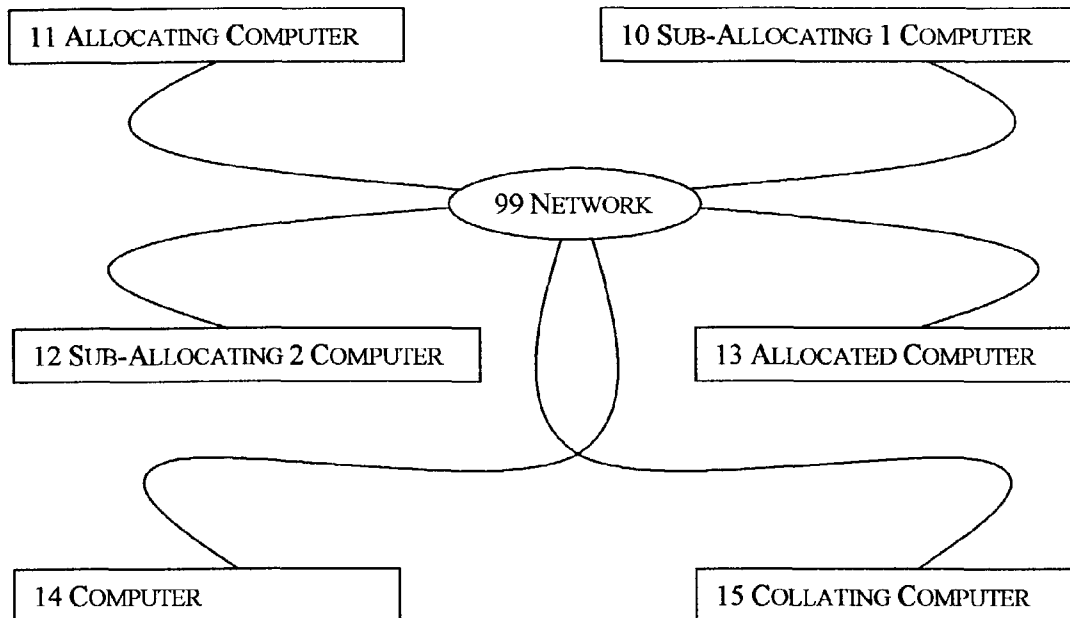 11 ALLOCATING COMPUTER
10 SUB-ALLOCATING 1 COMPUTER
99 NETWORK
12 SUB-ALLOCATING 2 COMPUTER
13 ALLOCATED COMPUTER
14 COMPUTER
15 COLLATING COMPUTER